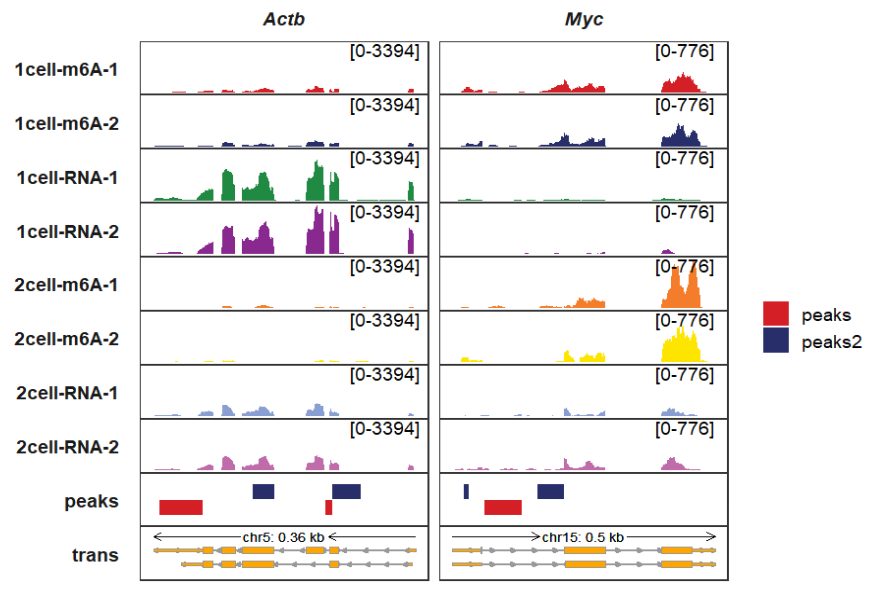 Actb Myc
1cell-m6A-1 [0-3394] [0-776]
1cell-m6A-2 [0-3394] [0-776]
1cell-RNA-1 [0-3394] [0-776]
1cell-RNA-2 [0-3394] [0-776]
2cell-m6A-1 [0-3394] [0-776]
2cell-m6A-2 [0-3394] [0-776]
2cell-RNA-1 [0-3394] [0-776]
2cell-RNA-2 [0-3394] [0-776]
peaks
trans chr5: 0.36 kb chr15: 0.5 kb
peaks
peaks2